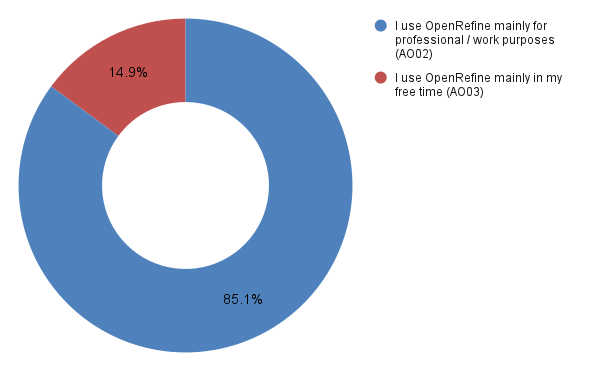 I use OpenRefine mainly for
professional / work purposes
(AO02)
I use OpenRefine mainly in my
free time (AO03)
14.9%
85.1%